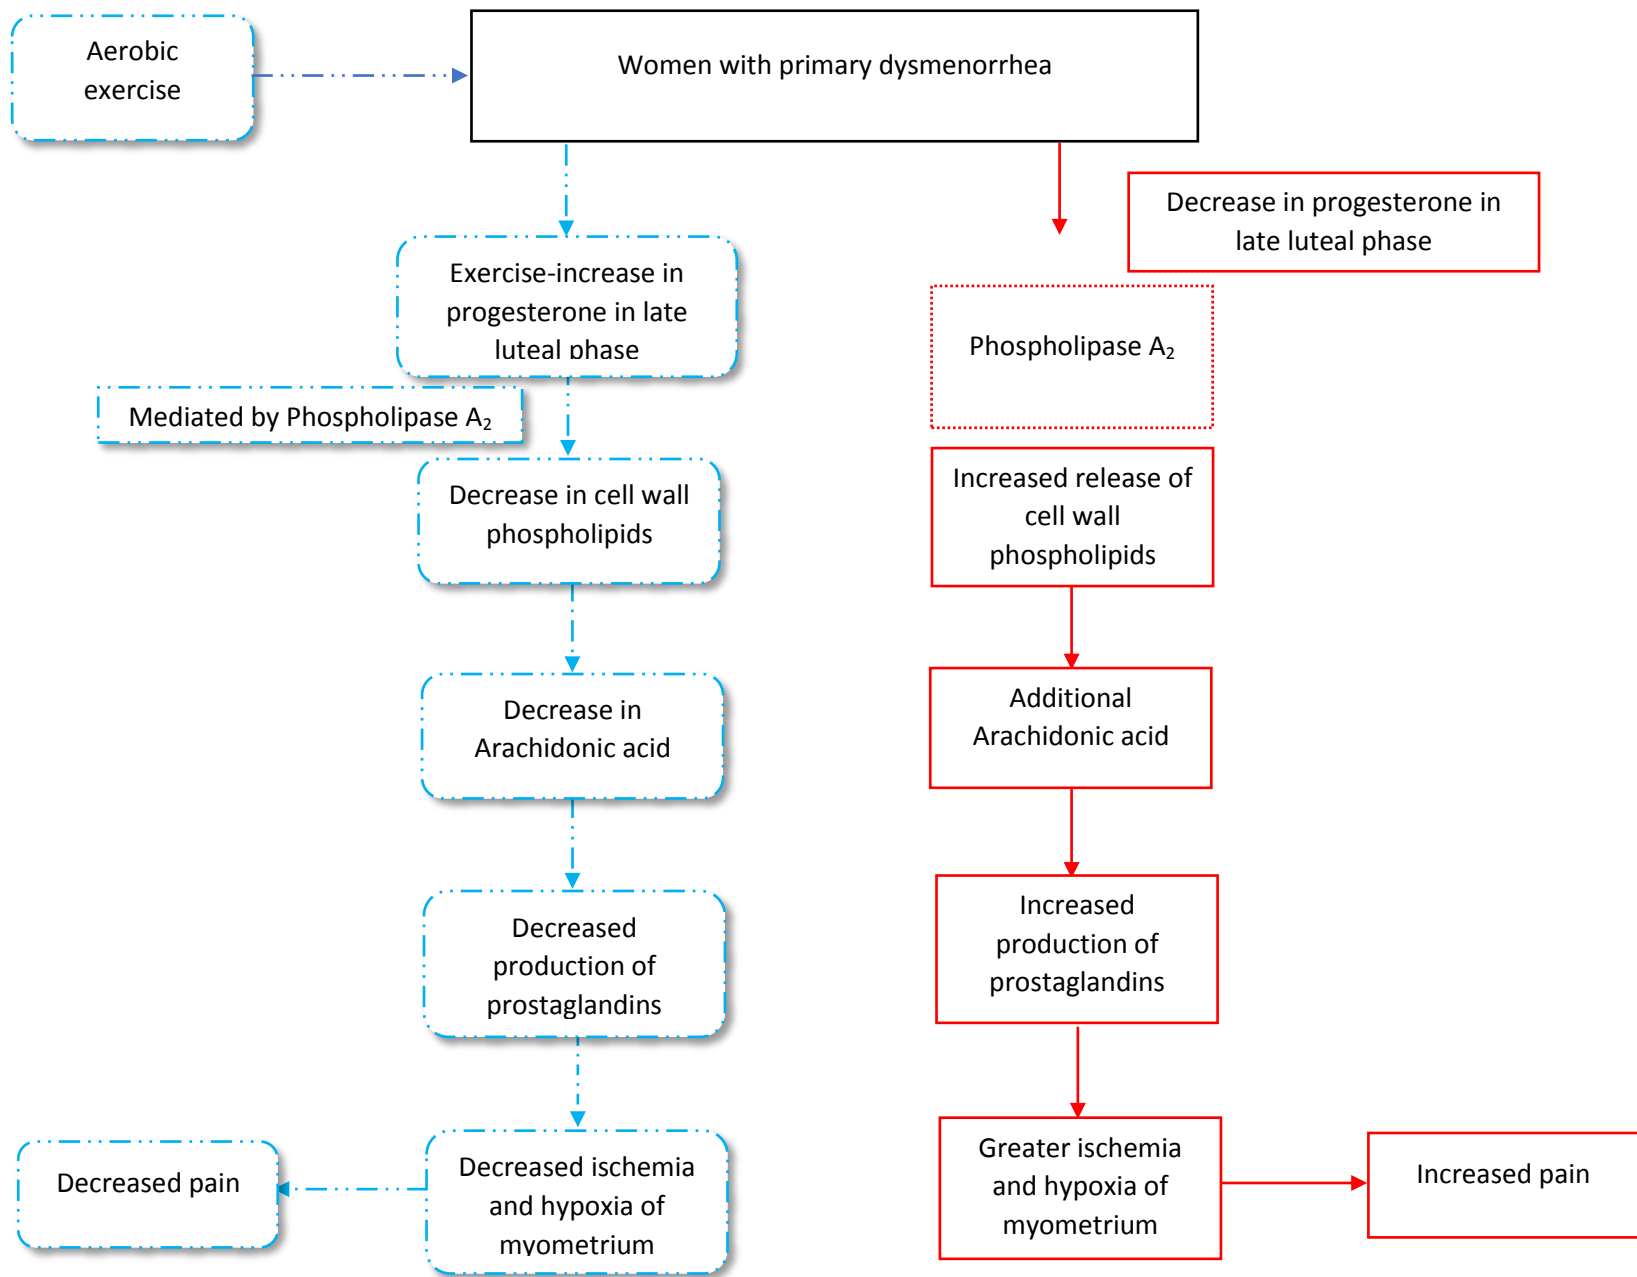 Aerobic
exercise
Women with primary dysmenorrhea
Decrease in progesterone in
late luteal phase
Exercise-increase in
progesterone in late
luteal phase
Phospholipase A₂
Mediated by Phospholipase A₂
Decrease in cell wall
phospholipids
Increased release of
cell wall
phospholipids
Decrease in
Arachidonic acid
Additional
Arachidonic acid
Decreased
production of
prostaglandins
Increased
production of
prostaglandins
Decreased pain
Decreased ischemia
and hypoxia of
myometrium
Greater ischemia
and hypoxia of
myometrium
Increased pain